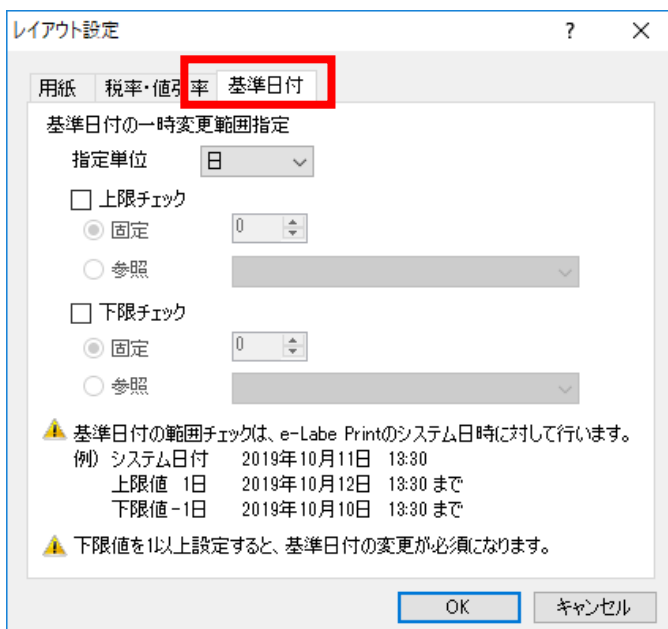 レイアウト設定 ?
用紙 税率・値引率 基準日付
基準日付の一時変更範囲指定
指定単位 日
上限チェック
固定 0
参照
下限チェック
固定 0
参照
基準日付の範囲チェックは、e-Labe Printのシステム日時に対して行います。
例) システム日付 2019年10月11日 13:30
上限値 1日 2019年10月12日 13:30 まで
下限値 -1日 2019年10月10日 13:30 まで
下限値を1以上設定すると、基準日付の変更が必須になります。
OK キャンセル